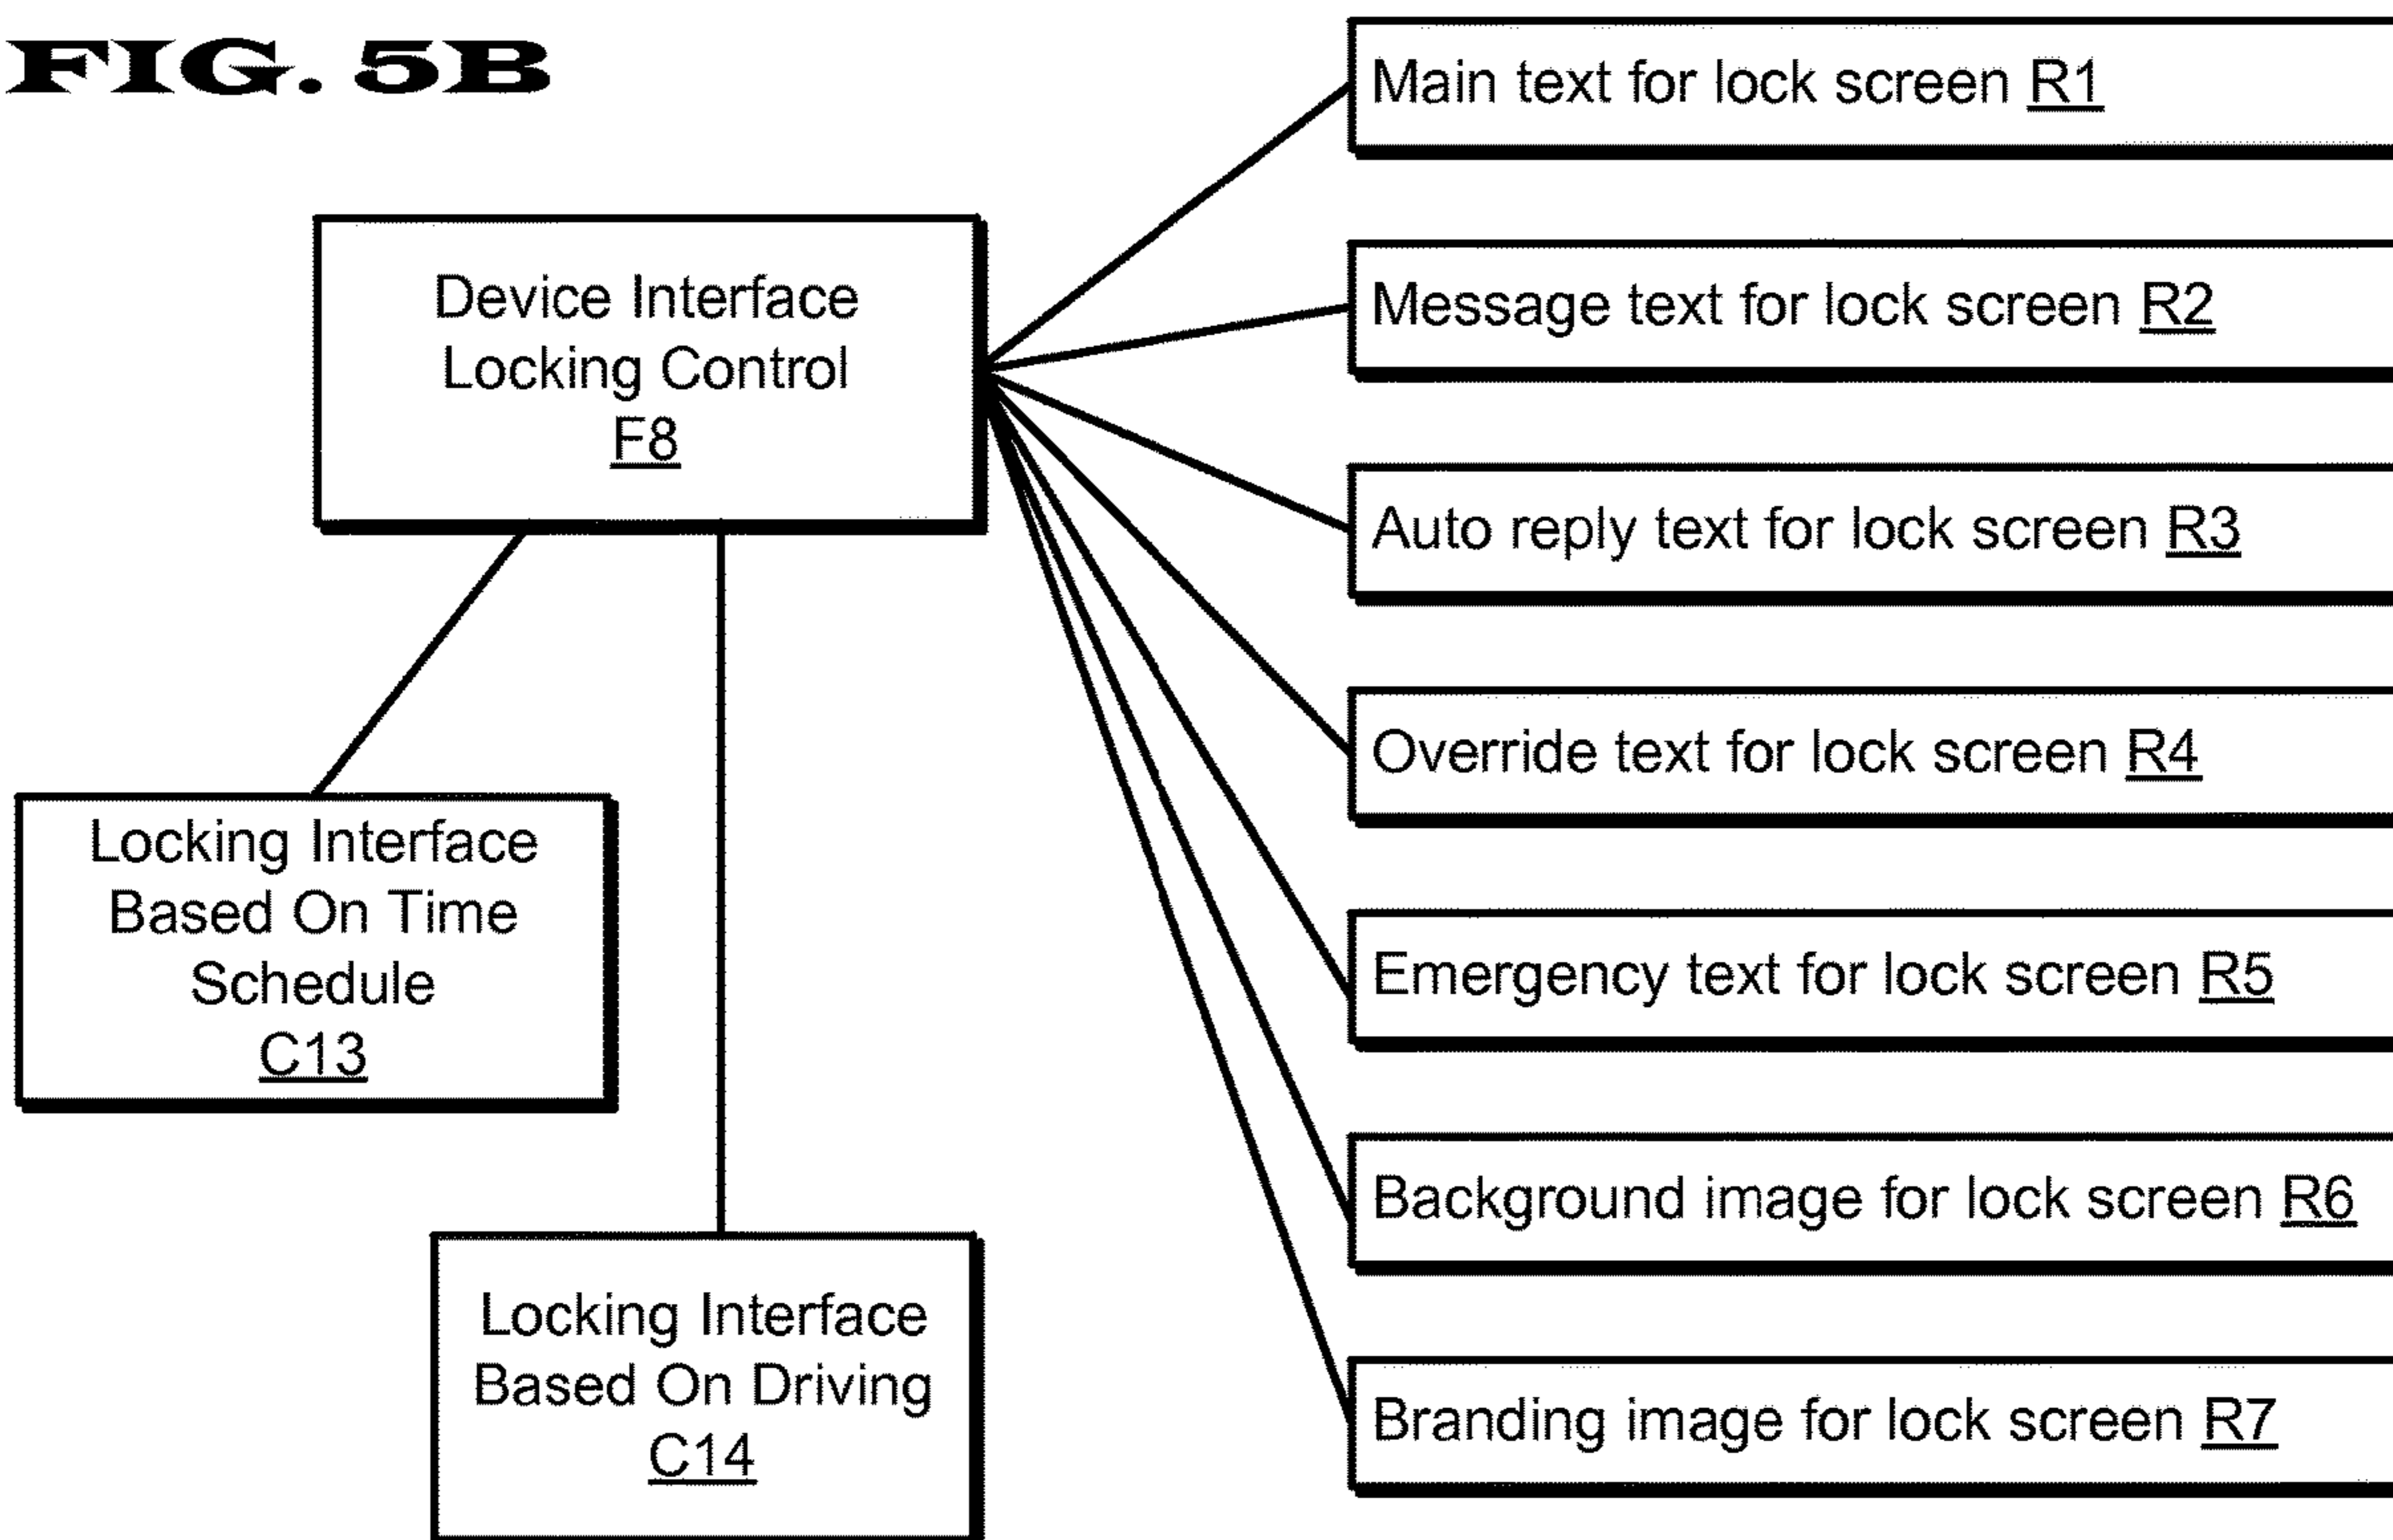 FIG. 5B
Device Interface
Locking Control
F8
Locking Interface
Based On Time
Schedule
C13
Locking Interface
Based On Driving
C14
Main text for lock screen R1
Message text for lock screen R2
Auto reply text for lock screen R3
Override text for lock screen R4
Emergency text for lock screen R5
Background image for lock screen R6
Branding image for lock screen R7